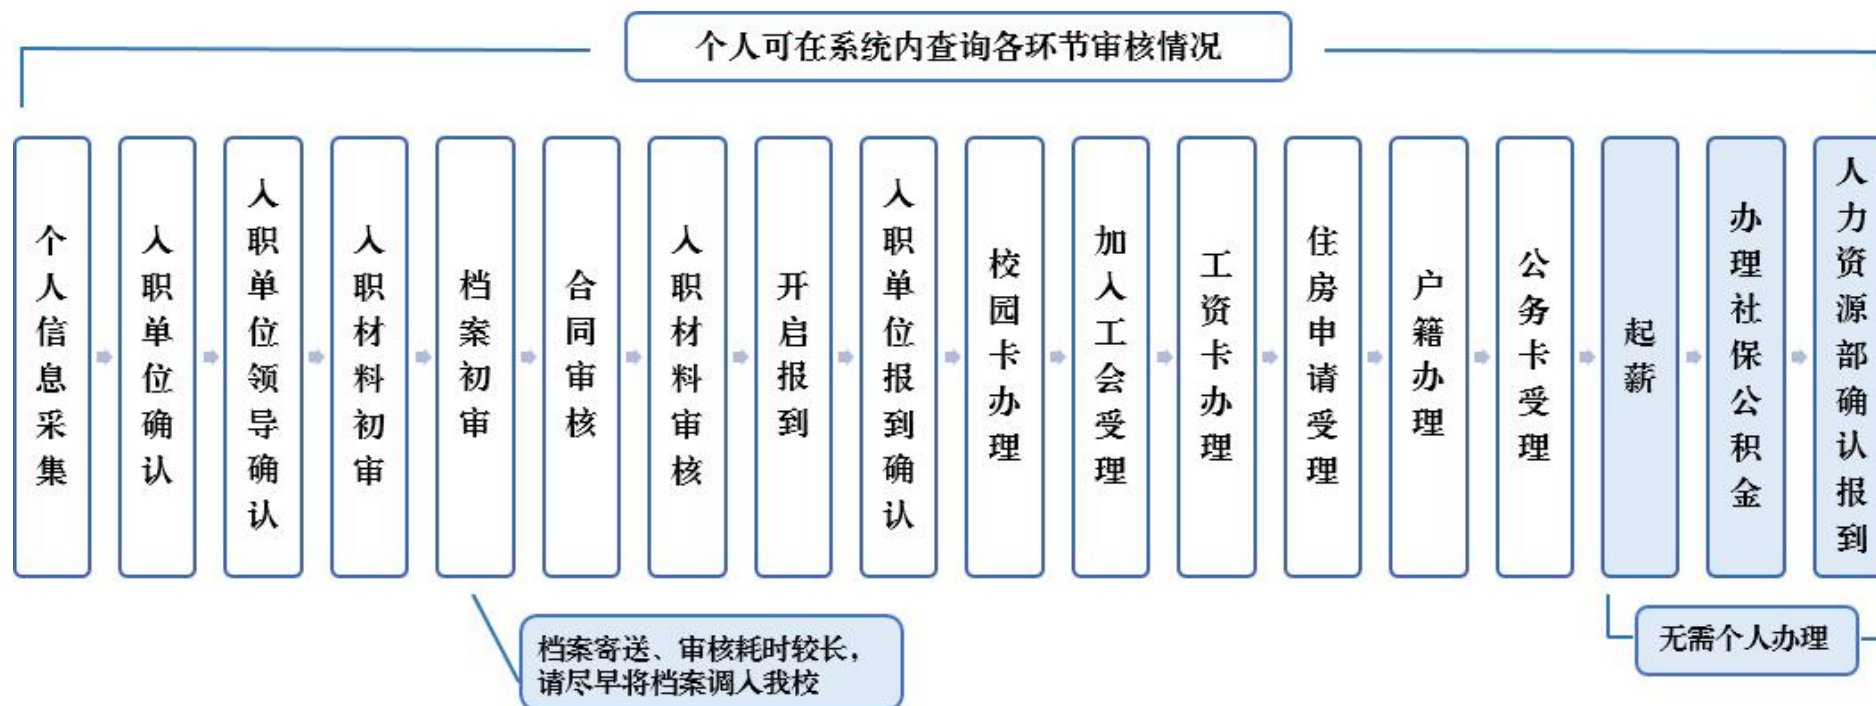 个人可在系统内查询各环节审核情况
个人信息采集
入职单位确认
入职单位领导确认
入职材料初审
档案初审
合同审核
入职材料审核
开启报到
入职单位报到确认
校园卡办理
加入工会受理
工资卡办理
住房申请受理
户籍办理
公务卡受理
起薪
办理社保公积金
人力资源部确认报到
档案寄送、审核耗时较长，
请尽早将档案调入我校
无需个人办理